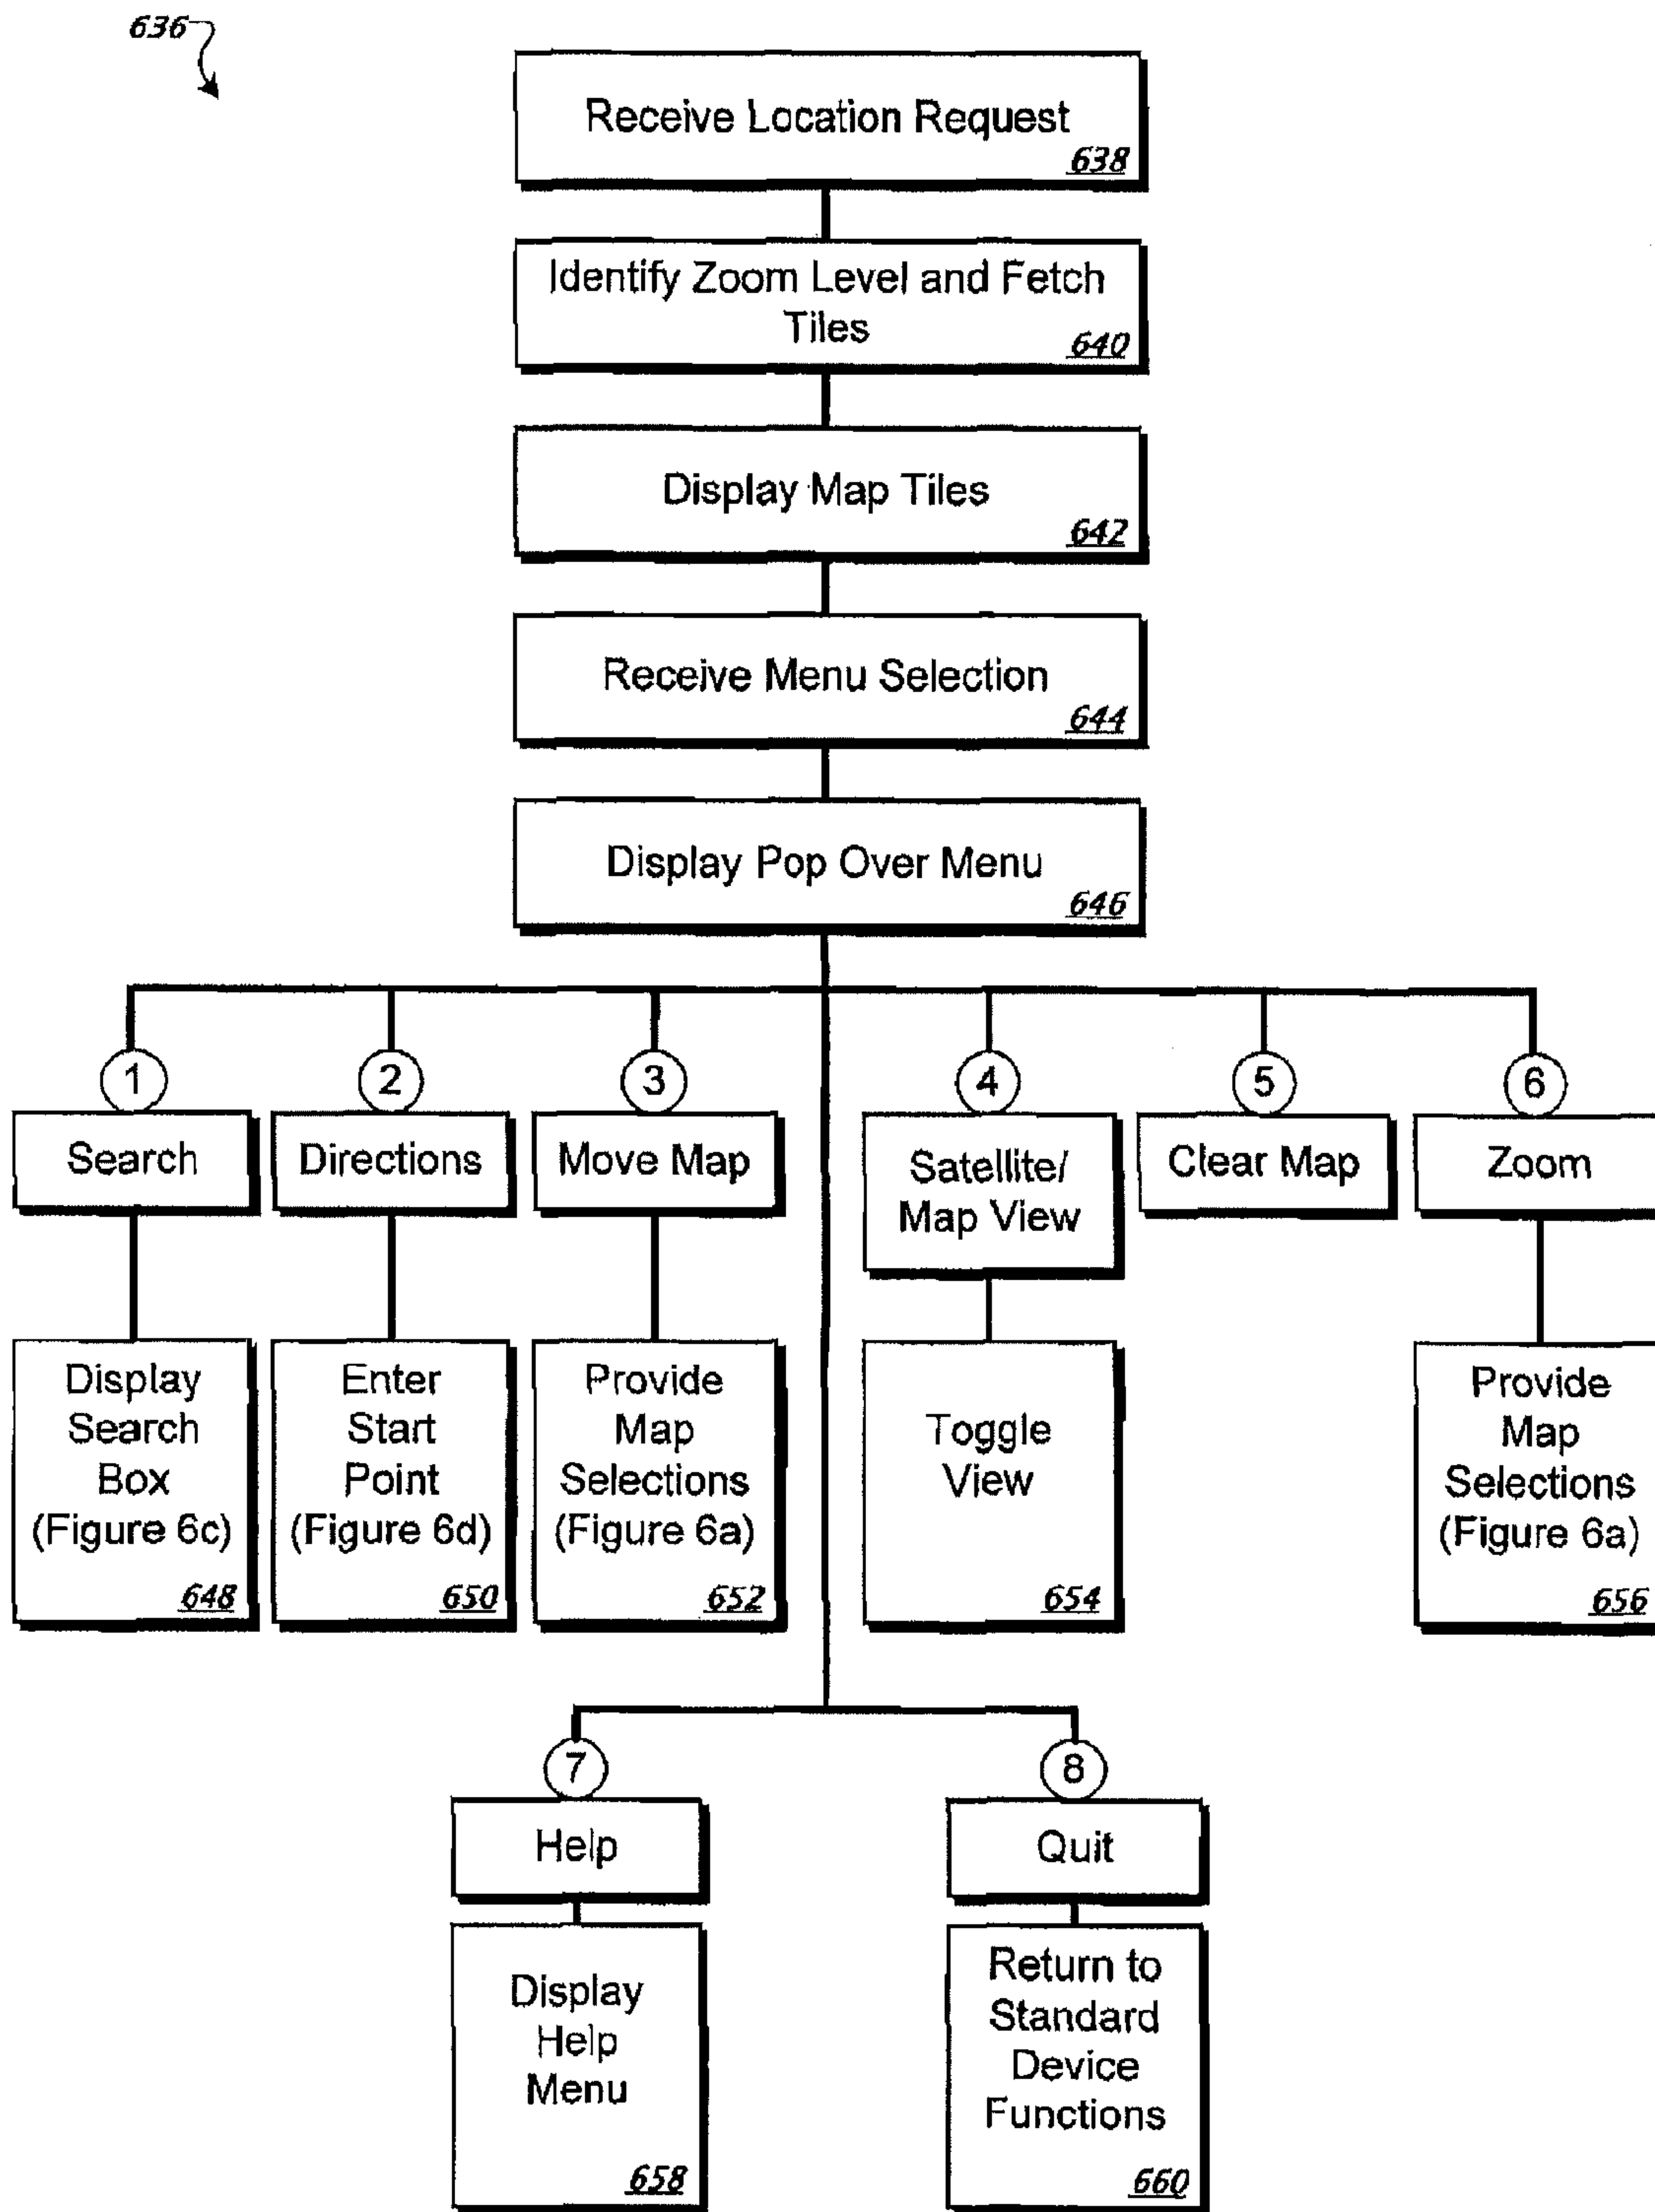 636
Receive Location Request
638
Identify Zoom Level and Fetch
Tiles
640
Display Map Tiles
642
Receive Menu Selection
644
Display Pop Over Menu
646
1
Search
Display
Search
Box
(Figure 6c)
648
2
Directions
Enter
Start
Point
(Figure 6d)
650
3
Move Map
Provide
Map
Selections
(Figure 6a)
652
4
Satellite/
Map View
Toggle
View
654
5
Clear Map
6
Zoom
Provide
Map
Selections
(Figure 6a)
656
7
Help
Display
Help
Menu
658
8
Quit
Return to
Standard
Device
Functions
660